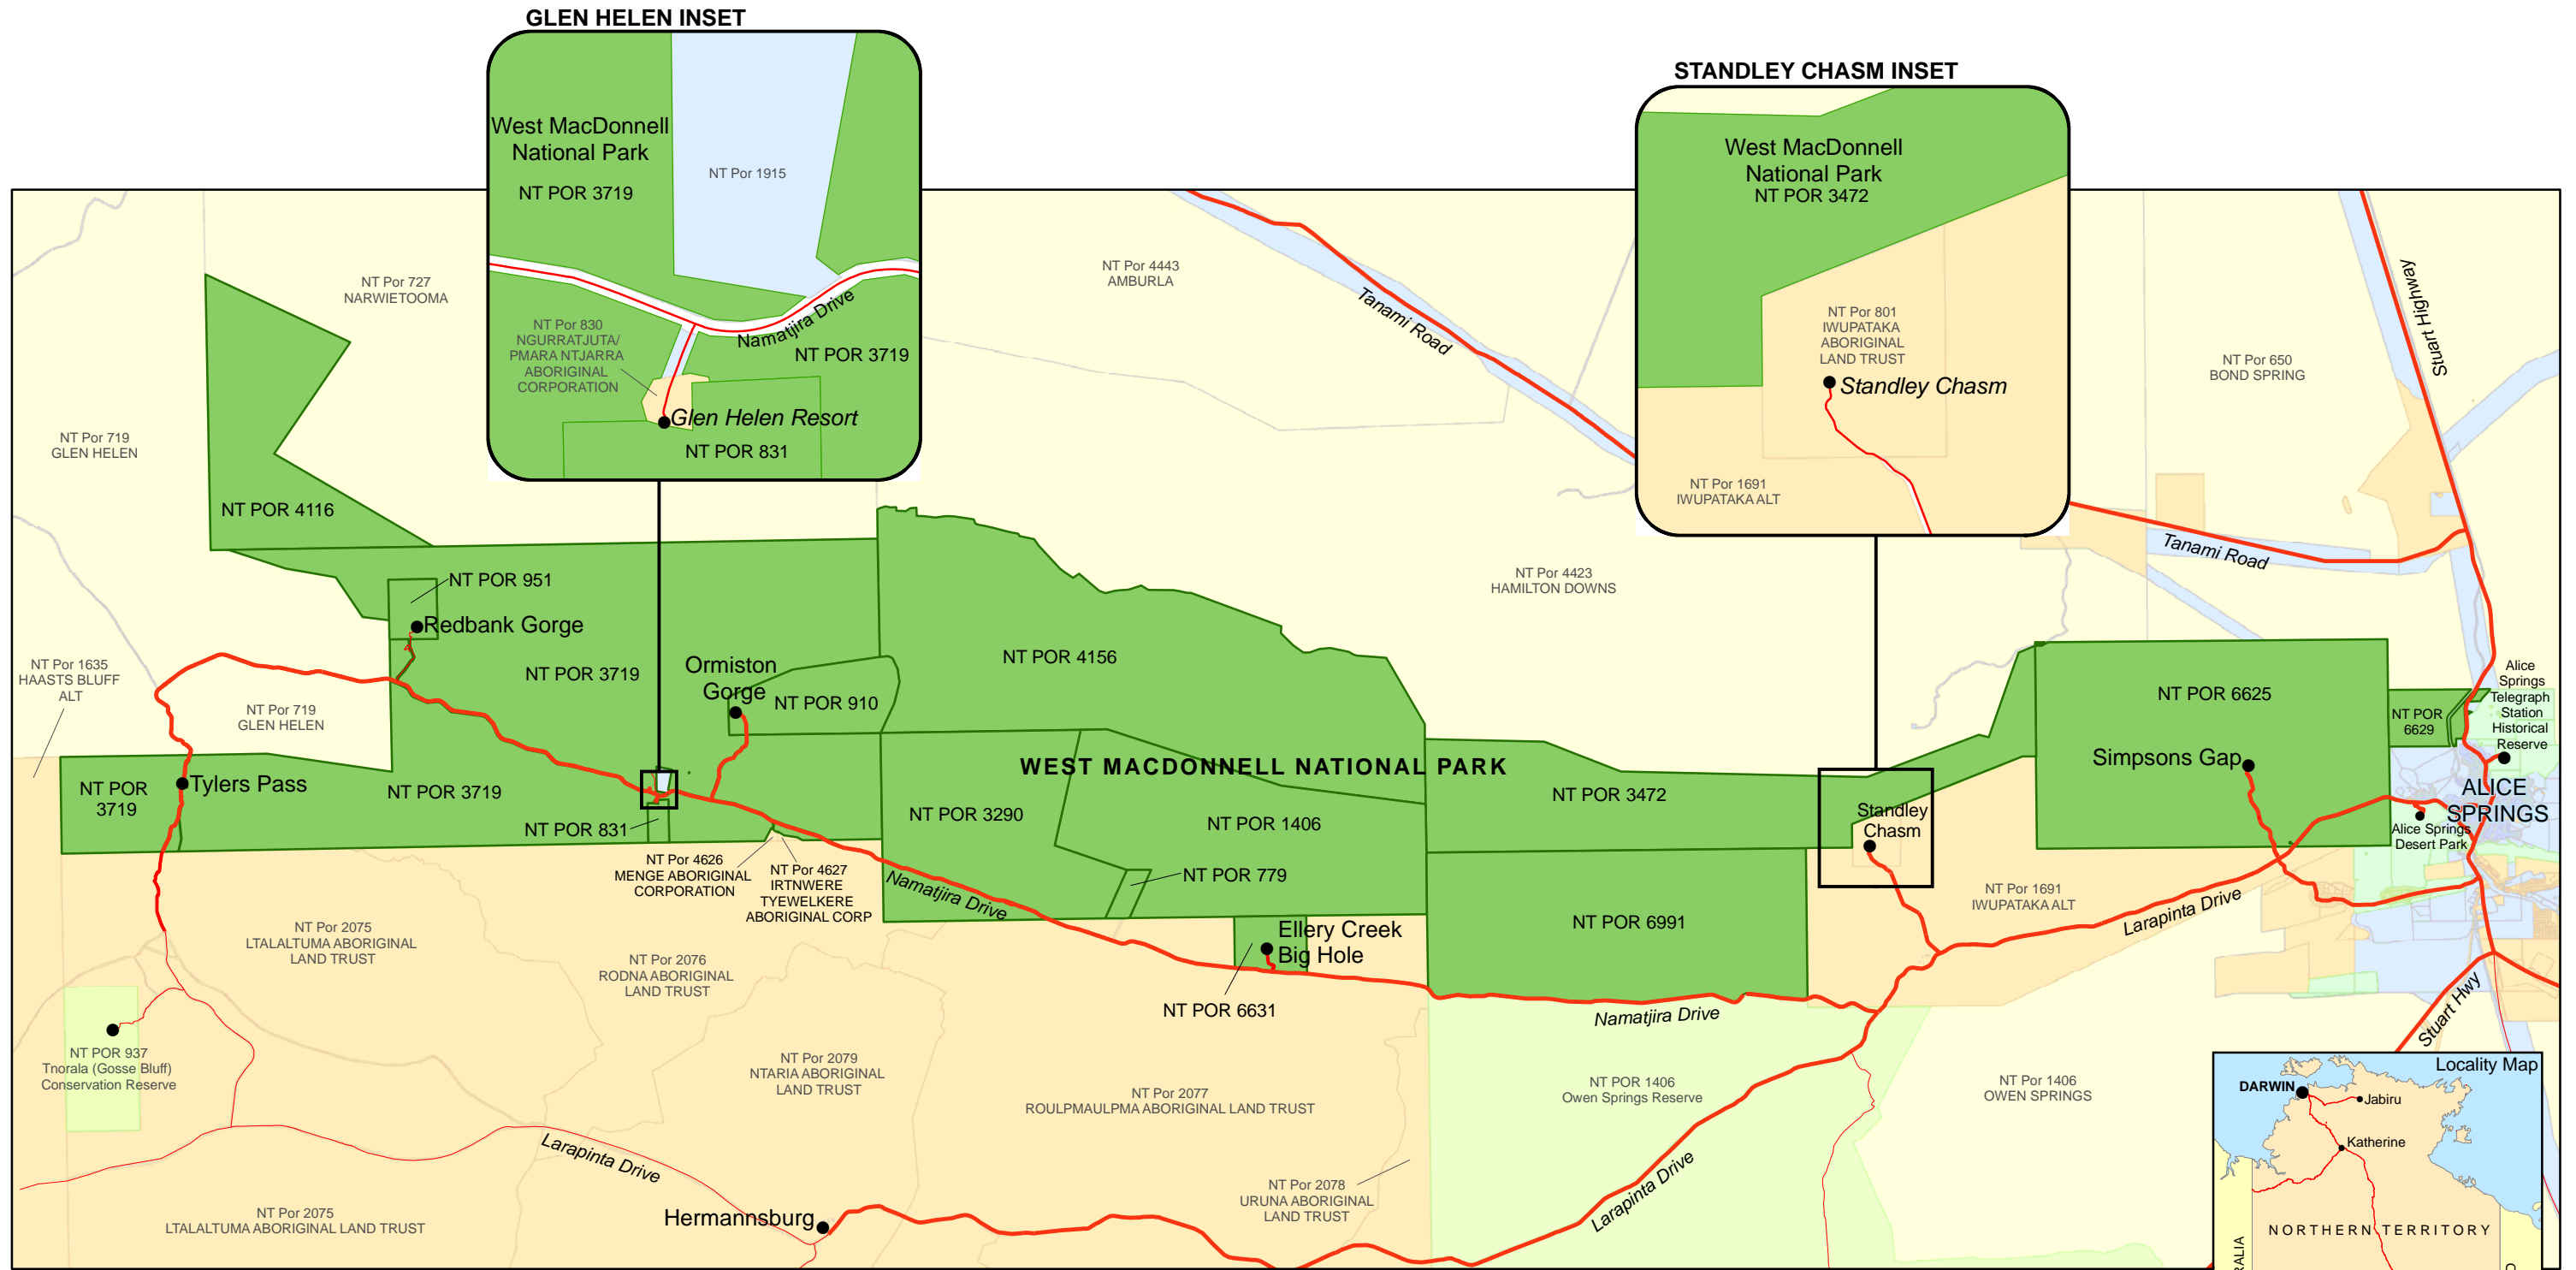 GLEN HELEN INSET
West MacDonnell
National Park
NT POR 3719
NT Por 1915
NT Por 830
NGURRATJUTA/
PMARA NTJARRA
ABORIGINAL
CORPORATION
Namatjira Drive
NT POR 3719
Glen Helen Resort
NT POR 831
STANDLEY CHASM INSET
West MacDonnell
National Park
NT POR 3472
NT Por 801
IWUPATAKA
ABORIGINAL
LAND TRUST
Standley Chasm
NT Por 1691
IWUPATAKA ALT
NT Por 727
NARWIETOOMA
NT Por 4443
AMBURLA
Tanami Road
Stuart Highway
NT Por 650
BOND SPRING
NT Por 719
GLEN HELEN
NT POR 4116
NT Por 4423
HAMILTON DOWNS
Tanami Road
NT POR 951
Redbank Gorge
NT Por 1635
HAASTS BLUFF
ALT
NT POR 3719
Ormiston
Gorge
NT POR 910
NT POR 4156
NT Por 719
GLEN HELEN
NT POR 6625
NT POR
6629
Alice
Springs
Telegraph
Station
Historical
Reserve
Simpsons Gap
WEST MACDONNELL NATIONAL PARK
NT POR
3719
Tylers Pass
NT POR 3719
NT POR 831
NT POR 3290
NT POR 1406
NT POR 3472
Standley
Chasm
ALICE
SPRINGS
Alice Springs
Desert Park
NT Por 4626
MENGE ABORIGINAL
CORPORATION
NT Por 4627
IRTNWERE
TYEWELKERE
ABORIGINAL CORP
NT POR 779
Namatjira Drive
NT Por 1691
IWUPATAKA ALT
Larapinta Drive
NT Por 2075
LTALALTUMA ABORIGINAL
LAND TRUST
NT Por 2076
RODNA ABORIGINAL
LAND TRUST
Ellery Creek
Big Hole
NT POR 6991
NT POR 6631
Namatjira Drive
Stuart Hwy
NT POR 937
Tnorala (Gosse Bluff)
Conservation Reserve
NT Por 2079
NTARIA ABORIGINAL
LAND TRUST
NT Por 2077
ROULPMAULPMA ABORIGINAL LAND TRUST
NT POR 1406
Owen Springs Reserve
NT Por 1406
OWEN SPRINGS
Larapinta Drive
NT Por 2078
URUNA ABORIGINAL
LAND TRUST
Larapinta Drive
NT Por 2075
LTALALTUMA ABORIGINAL LAND TRUST
Hermannsburg
Locality Map
DARWIN
Jabiru
Katherine
NORTHERN TERRITORY
RALIA